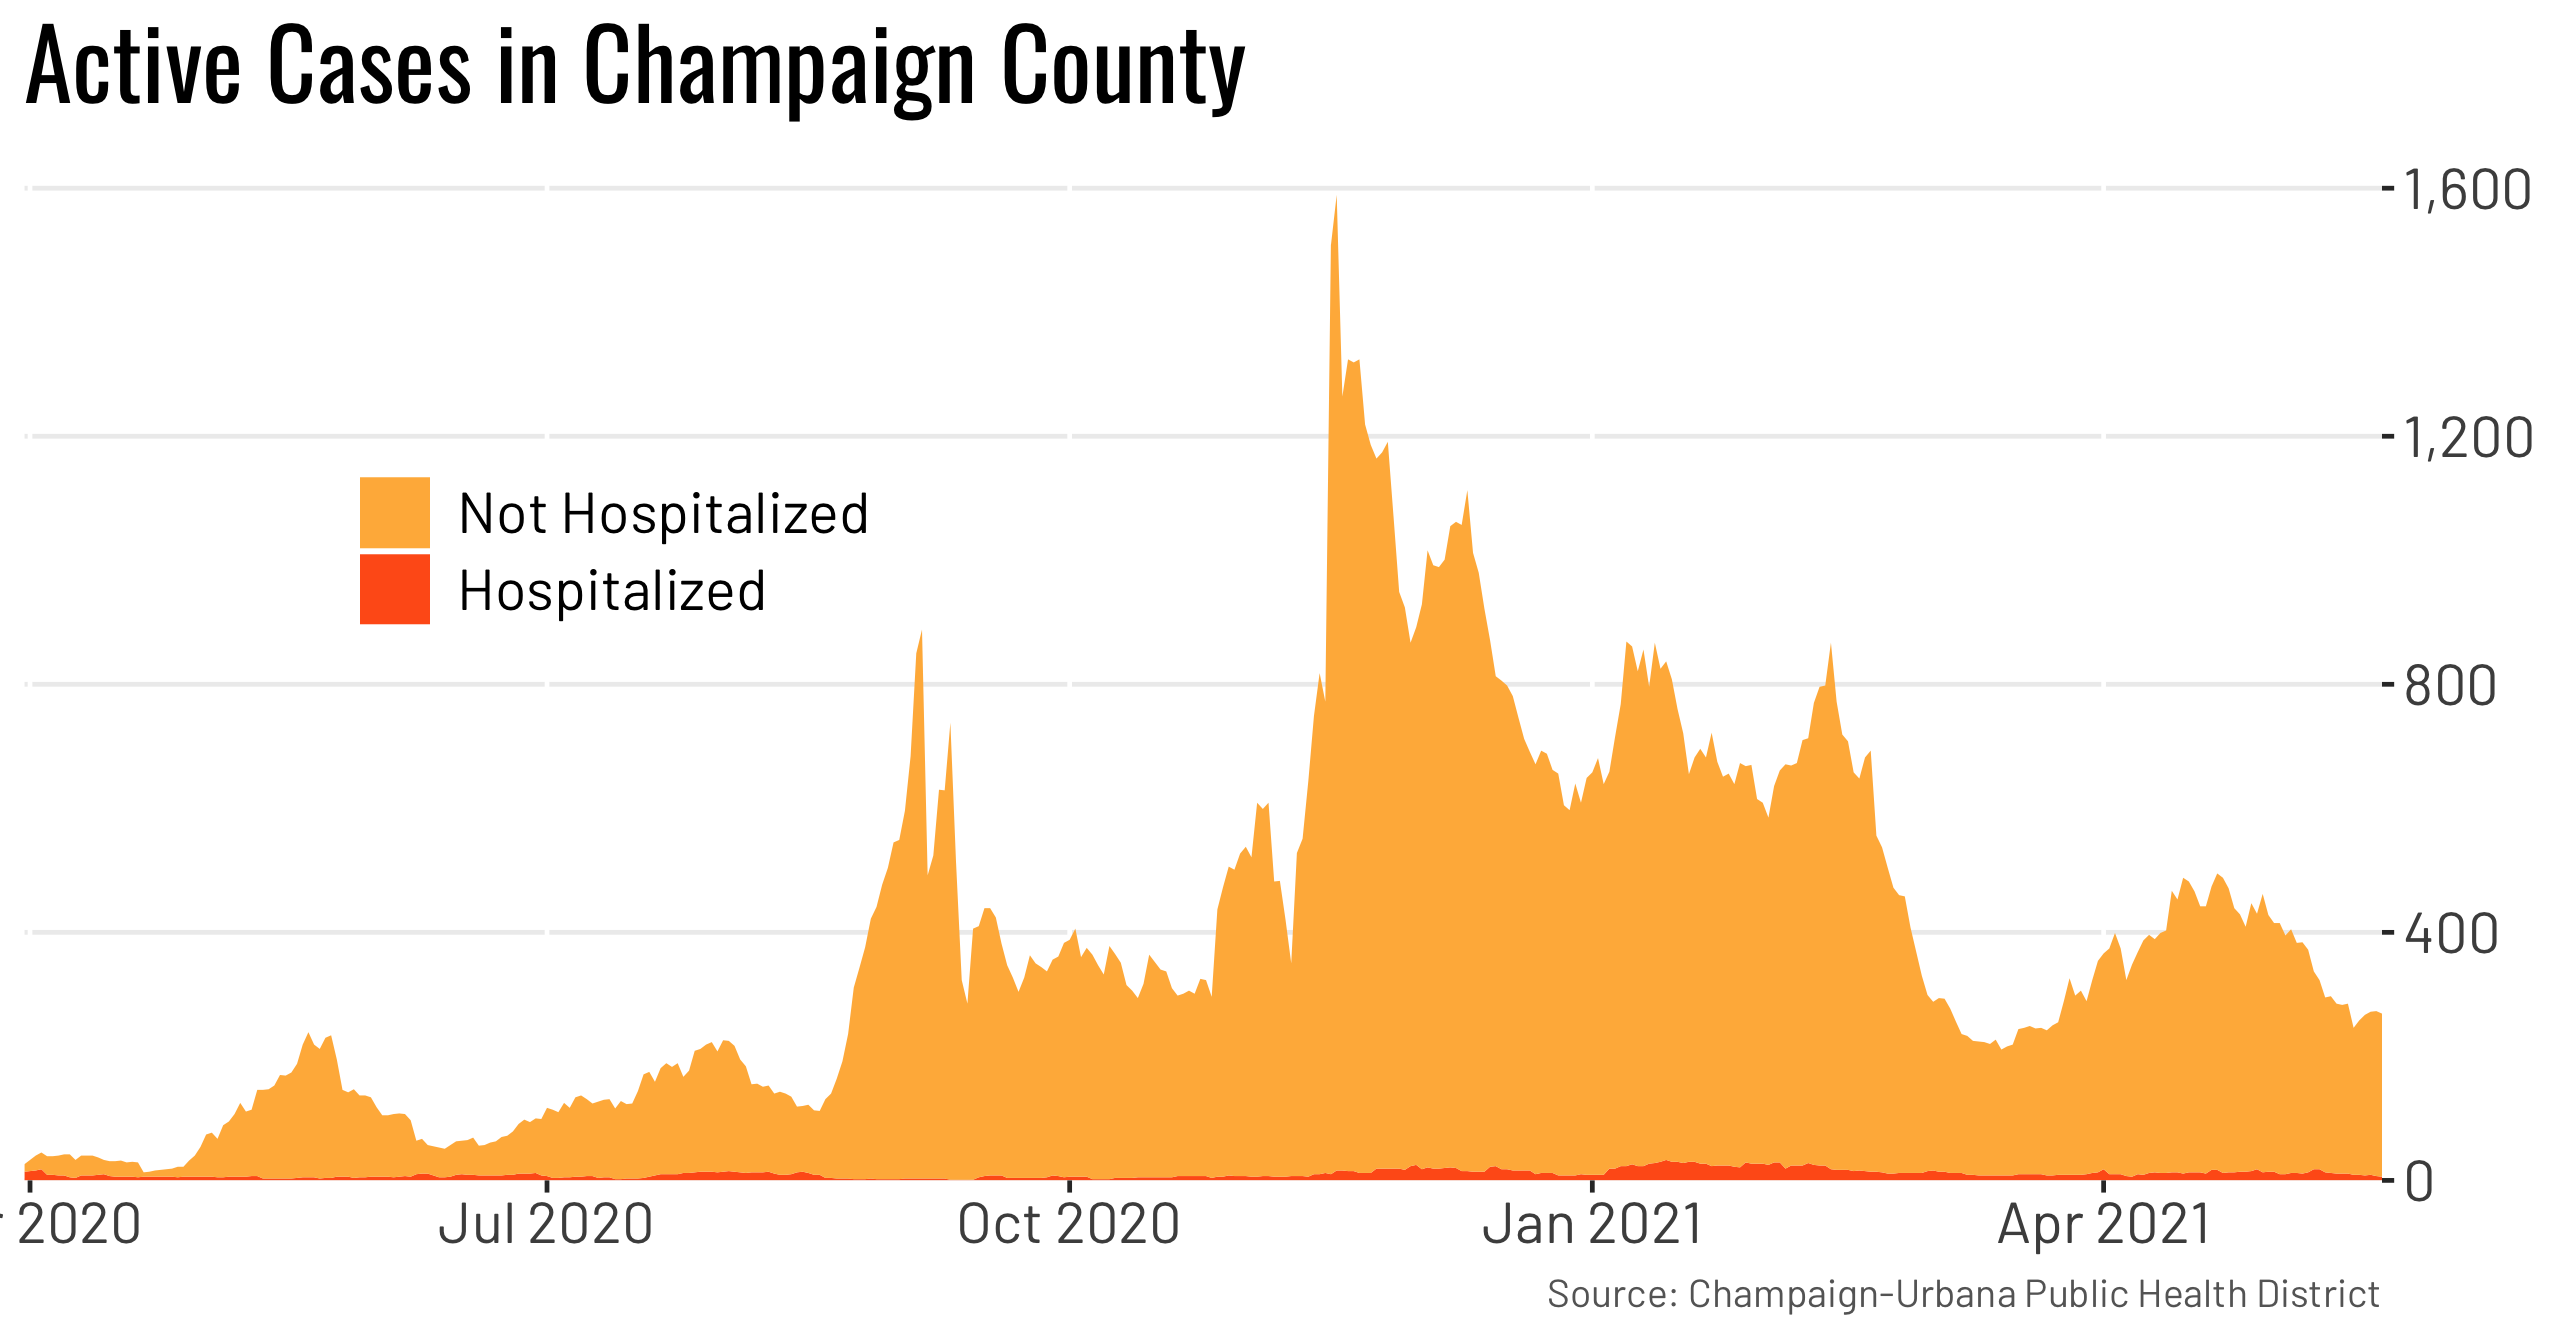 Active Cases in Champaign County
1,600
1,200
Not Hospitalized
Hospitalized
800
400
0
2020 Jul 2020 Oct 2020 Jan 2021 Apr 2021
Source: Champaign-Urbana Public Health District